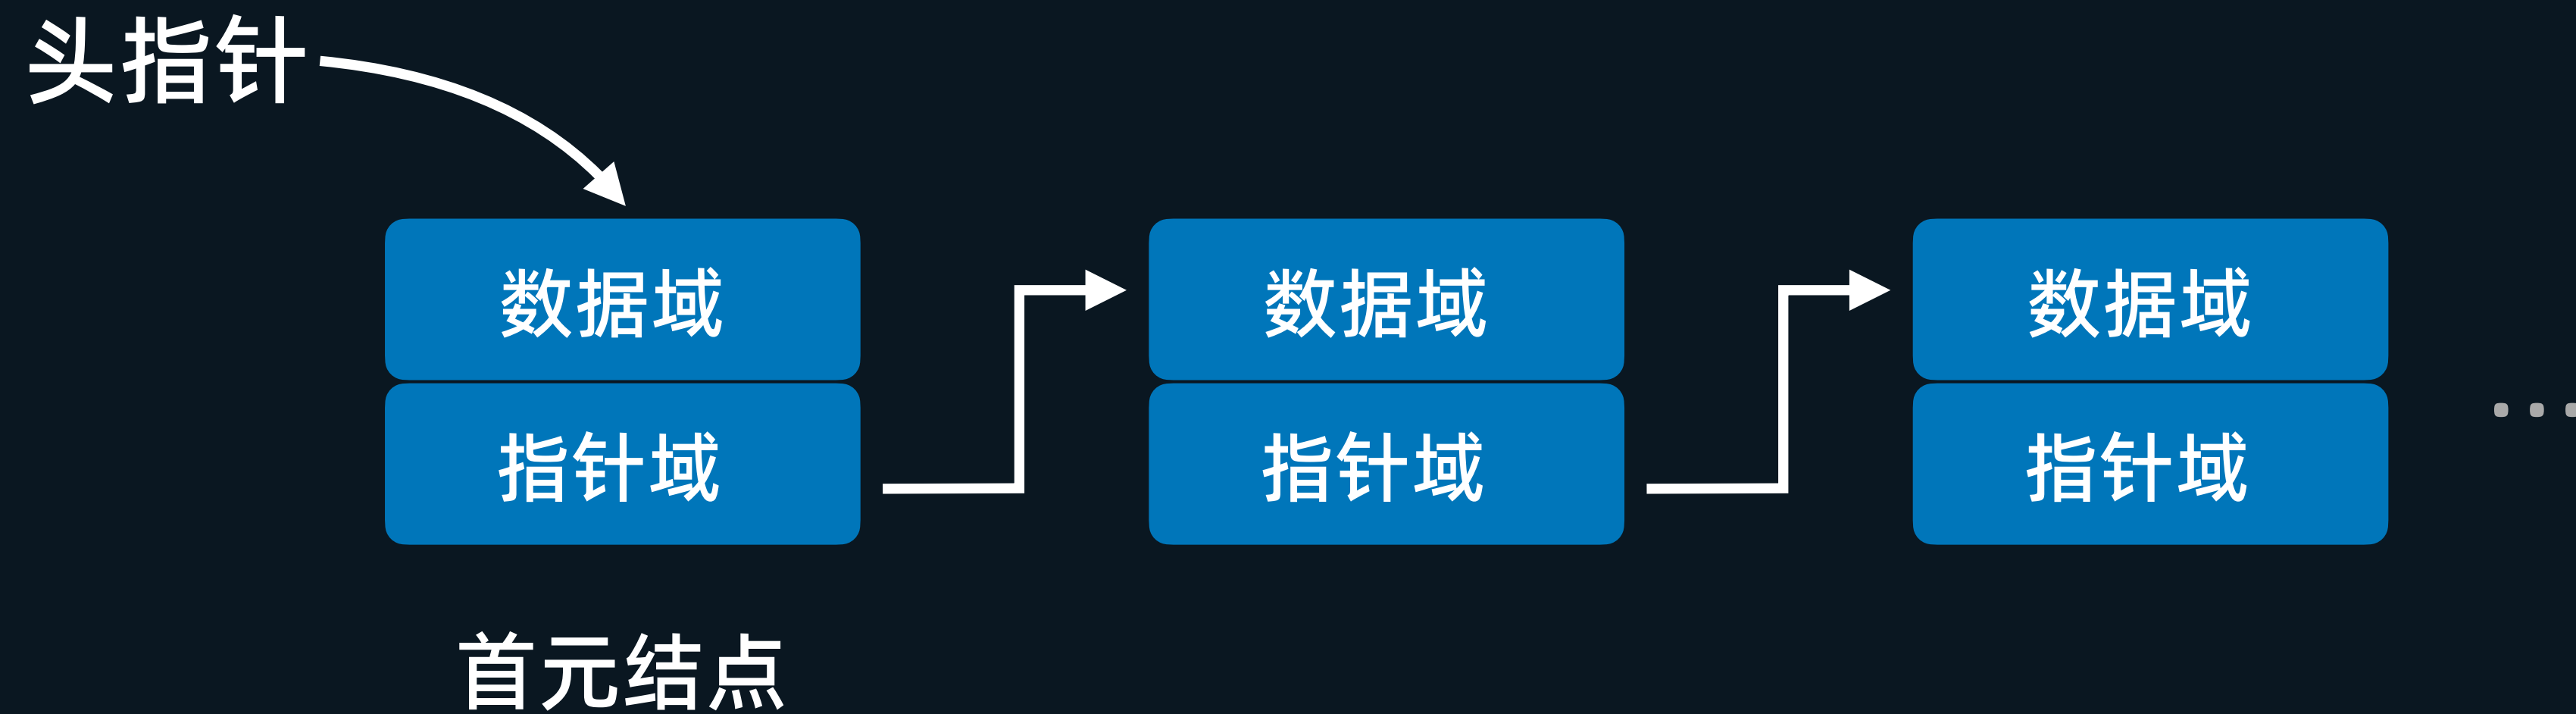 头指针
数据域
数据域
数据域
指针域
指针域
指针域
...
首元结点